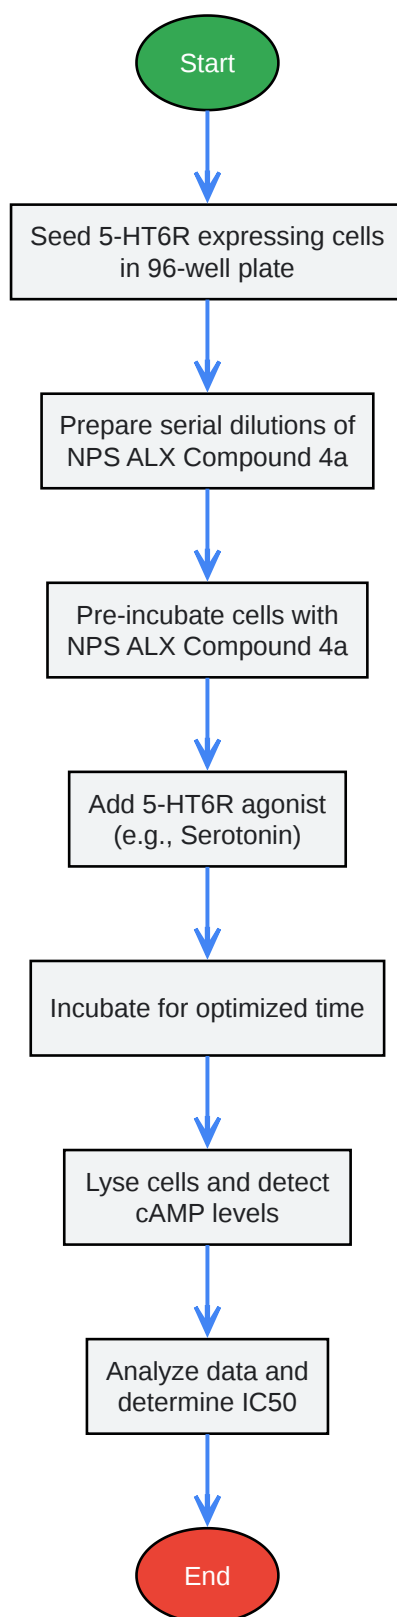 Start
Seed 5-HT6R expressing cells
in 96-well plate
Prepare serial dilutions of
NPS ALX Compound 4a
Pre-incubate cells with
NPS ALX Compound 4a
Add 5-HT6R agonist
(e.g., Serotonin)
Incubate for optimized time
Lyse cells and detect
cAMP levels
Analyze data and
determine IC50
End